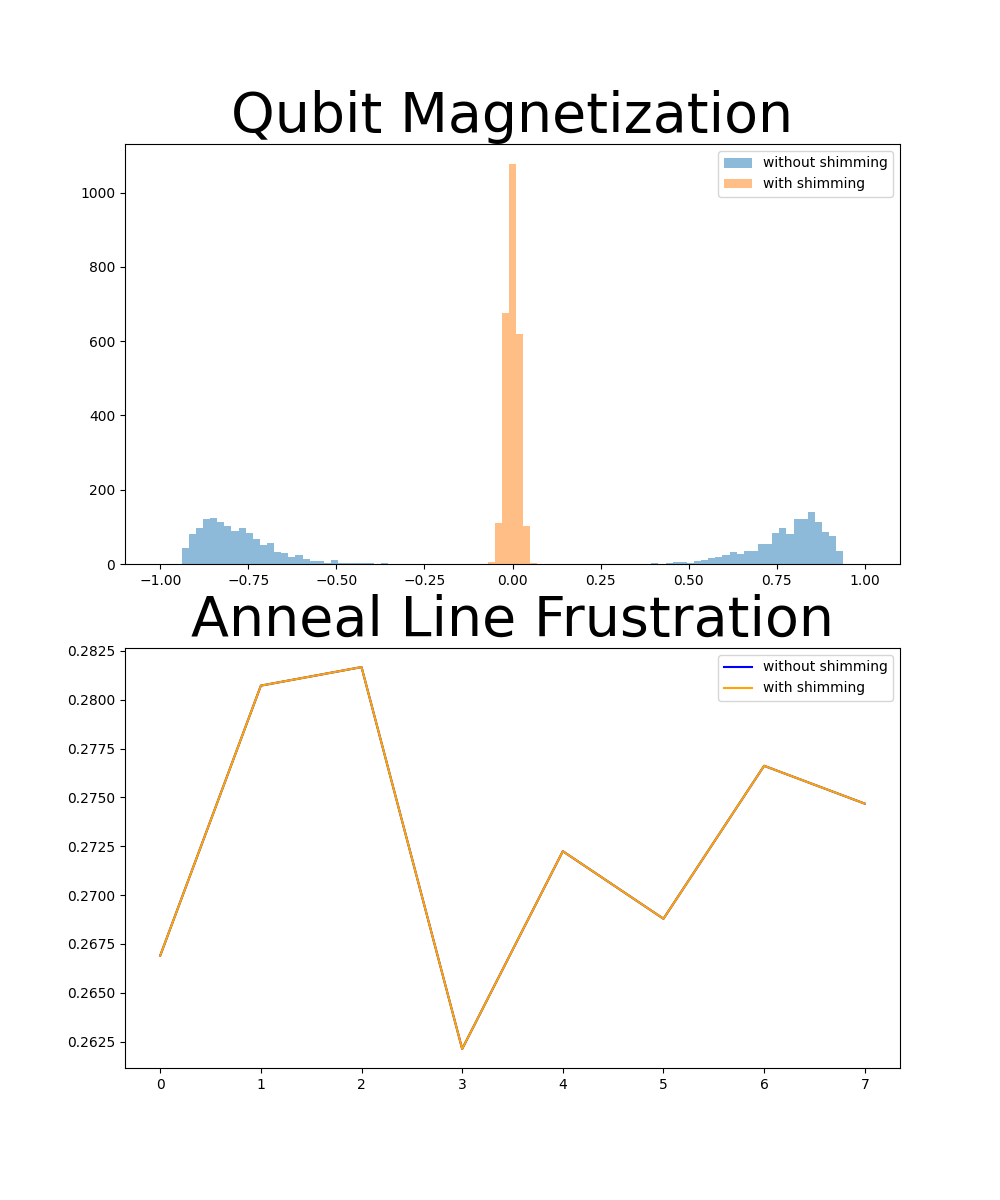 Qubit Magnetization
without shimming
with shimming
1000
800
600
400
200
0
−1.00 −0.75 −0.50 −0.25 0.00 0.25 0.50 0.75 1.00
Anneal Line Frustration
without shimming
with shimming
0.2825
0.2800
0.2775
0.2750
0.2725
0.2700
0.2675
0.2650
0.2625
0 1 2 3 4 5 6 7